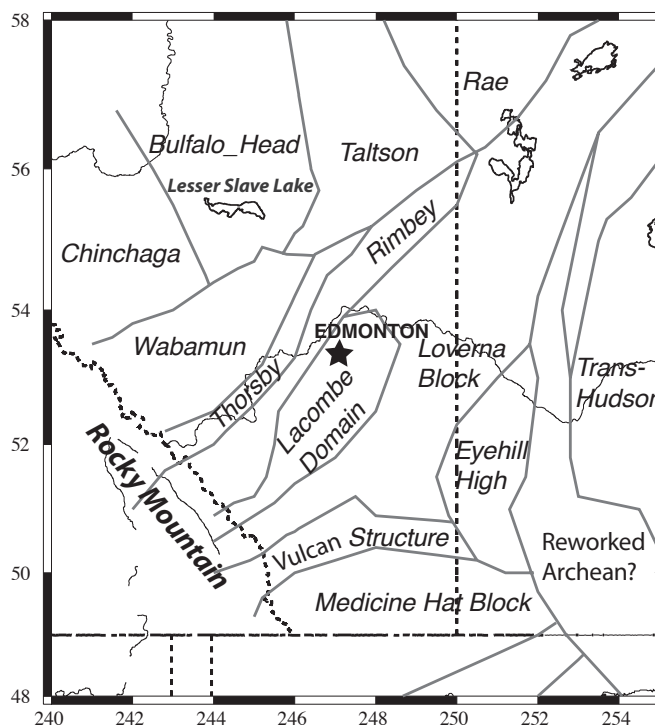 58
Rae
Bulfalo_Head
Taltson
56
Lesser Slave Lake
Rimbey
Chinchaga
54
EDMONTON
Wabamun
Loverna
Block
Trans-
Hudson
Thorsby
Lacombe
Domain
52
Rocky Mountain
Eyehill
High
Vulcan Structure
Reworked
Archean?
50
Medicine Hat Block
48
240 242 244 246 248 250 252 254